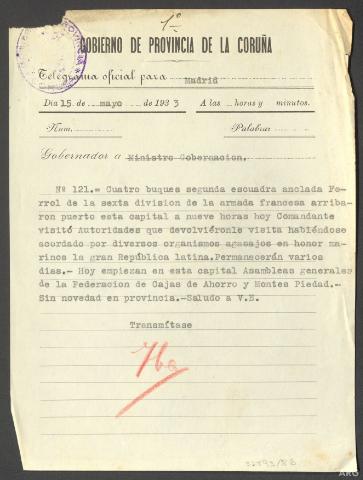 1º
GOBIERNO DE PROVINCIA DE LA CORUÑA
Telegrama oficial para Madrid
Día 15 de mayo de 1933 A las horas y minutos.
Núm. Palabras
Gobernador a Ministro Gobernacion.
Nº 121.= Cuatro buques segunda escuadra anclada Fe-
rrol de la sexta division de la armada francesa arriba-
ron puerto esta capital a nueve horas hoy Comandante
visitó Autoridades que devolviéronle visita habiéndose
acordado por diversos organismos agasajos en honor ma-
rinos la gran República latina.Permanecerán varios
dias.- Hoy empiezan en esta capital Asambleas generales
de la Federacion de Cajas de Ahorro y Montes Piedad.-
Sin novedad en provincia.-Saludo a V.E.
Transmítase
ARG